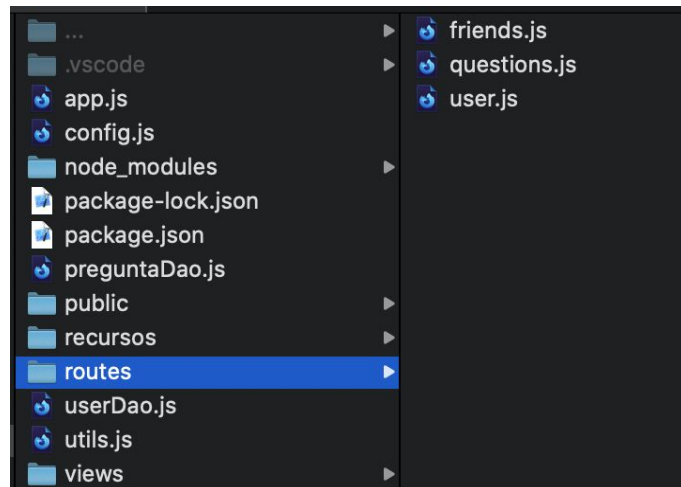 ...
.vscode
app.js
config.js
node_modules
package-lock.json
package.json
preguntaDao.js
public
recursos
routes
userDao.js
utils.js
views
friends.js
questions.js
user.js